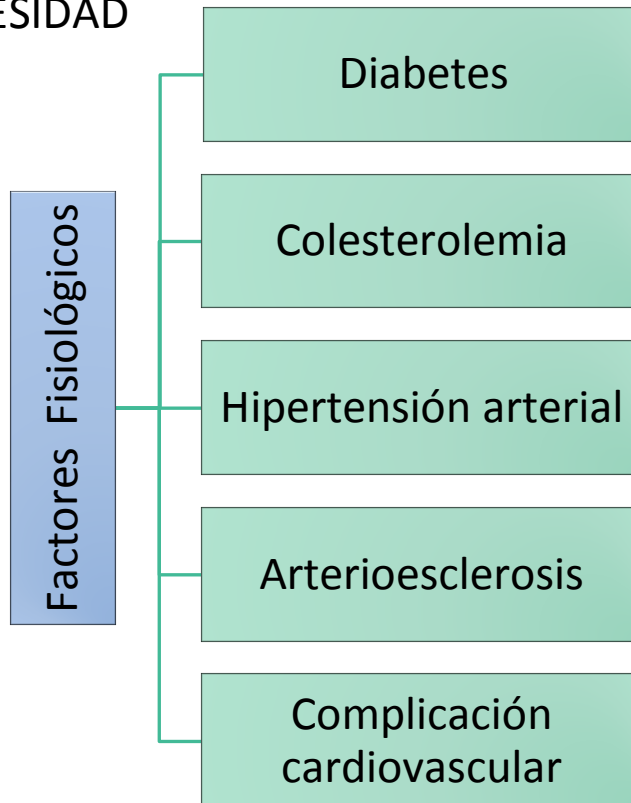 ESIDAD
Diabetes
Colesterolemia
Factores Fisiológicos
Hipertensión arterial
Arterioesclerosis
Complicación
cardiovascular